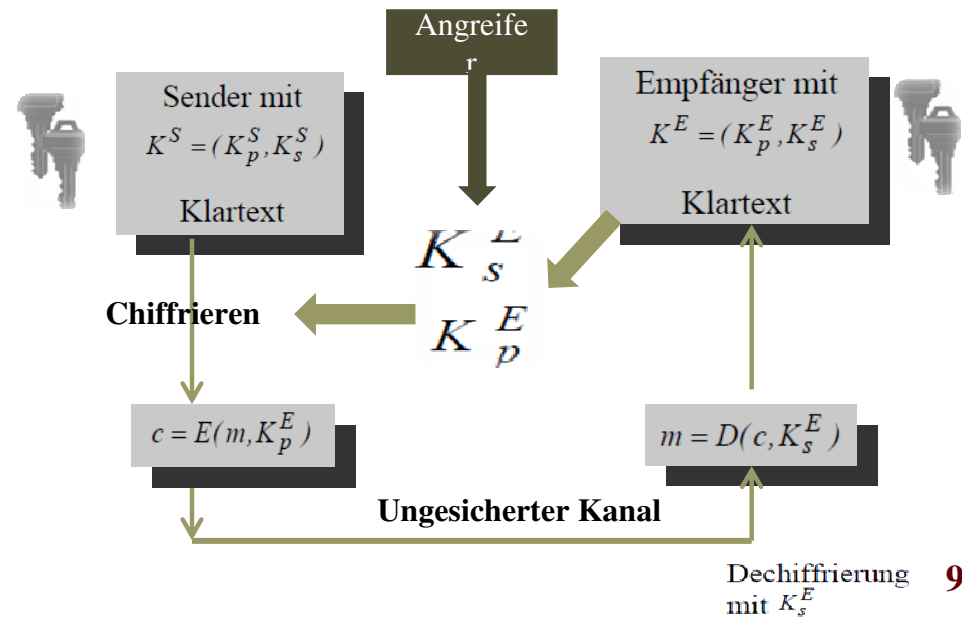 Angreife
r
Sender mit
K^S = (K_p^S, K_s^S)
Klartext
Empfänger mit
K^E = (K_p^E, K_s^E)
Klartext
K_s^E
K_p^E
Chiffrieren
c = E(m, K_p^E)
m = D(c, K_s^E)
Ungesicherter Kanal
Dechiffrierung
mit K_s^E
9